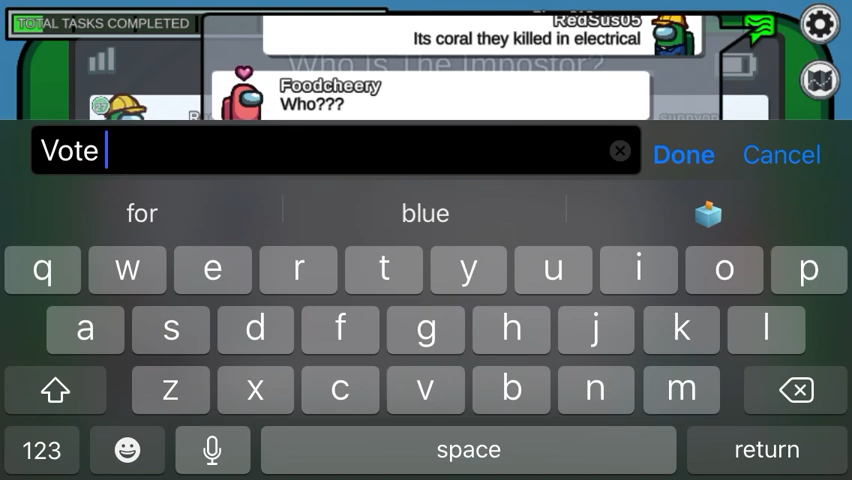 TOTAL TASKS COMPLETED
RedSus05
Its coral they killed in electrical
Who Is The Impostor?
Foodcheery
Who???
Vote
Done
Cancel
for
blue
q w e r t y u i o p
a s d f g h j k l
z x c v b n m
123
space
return